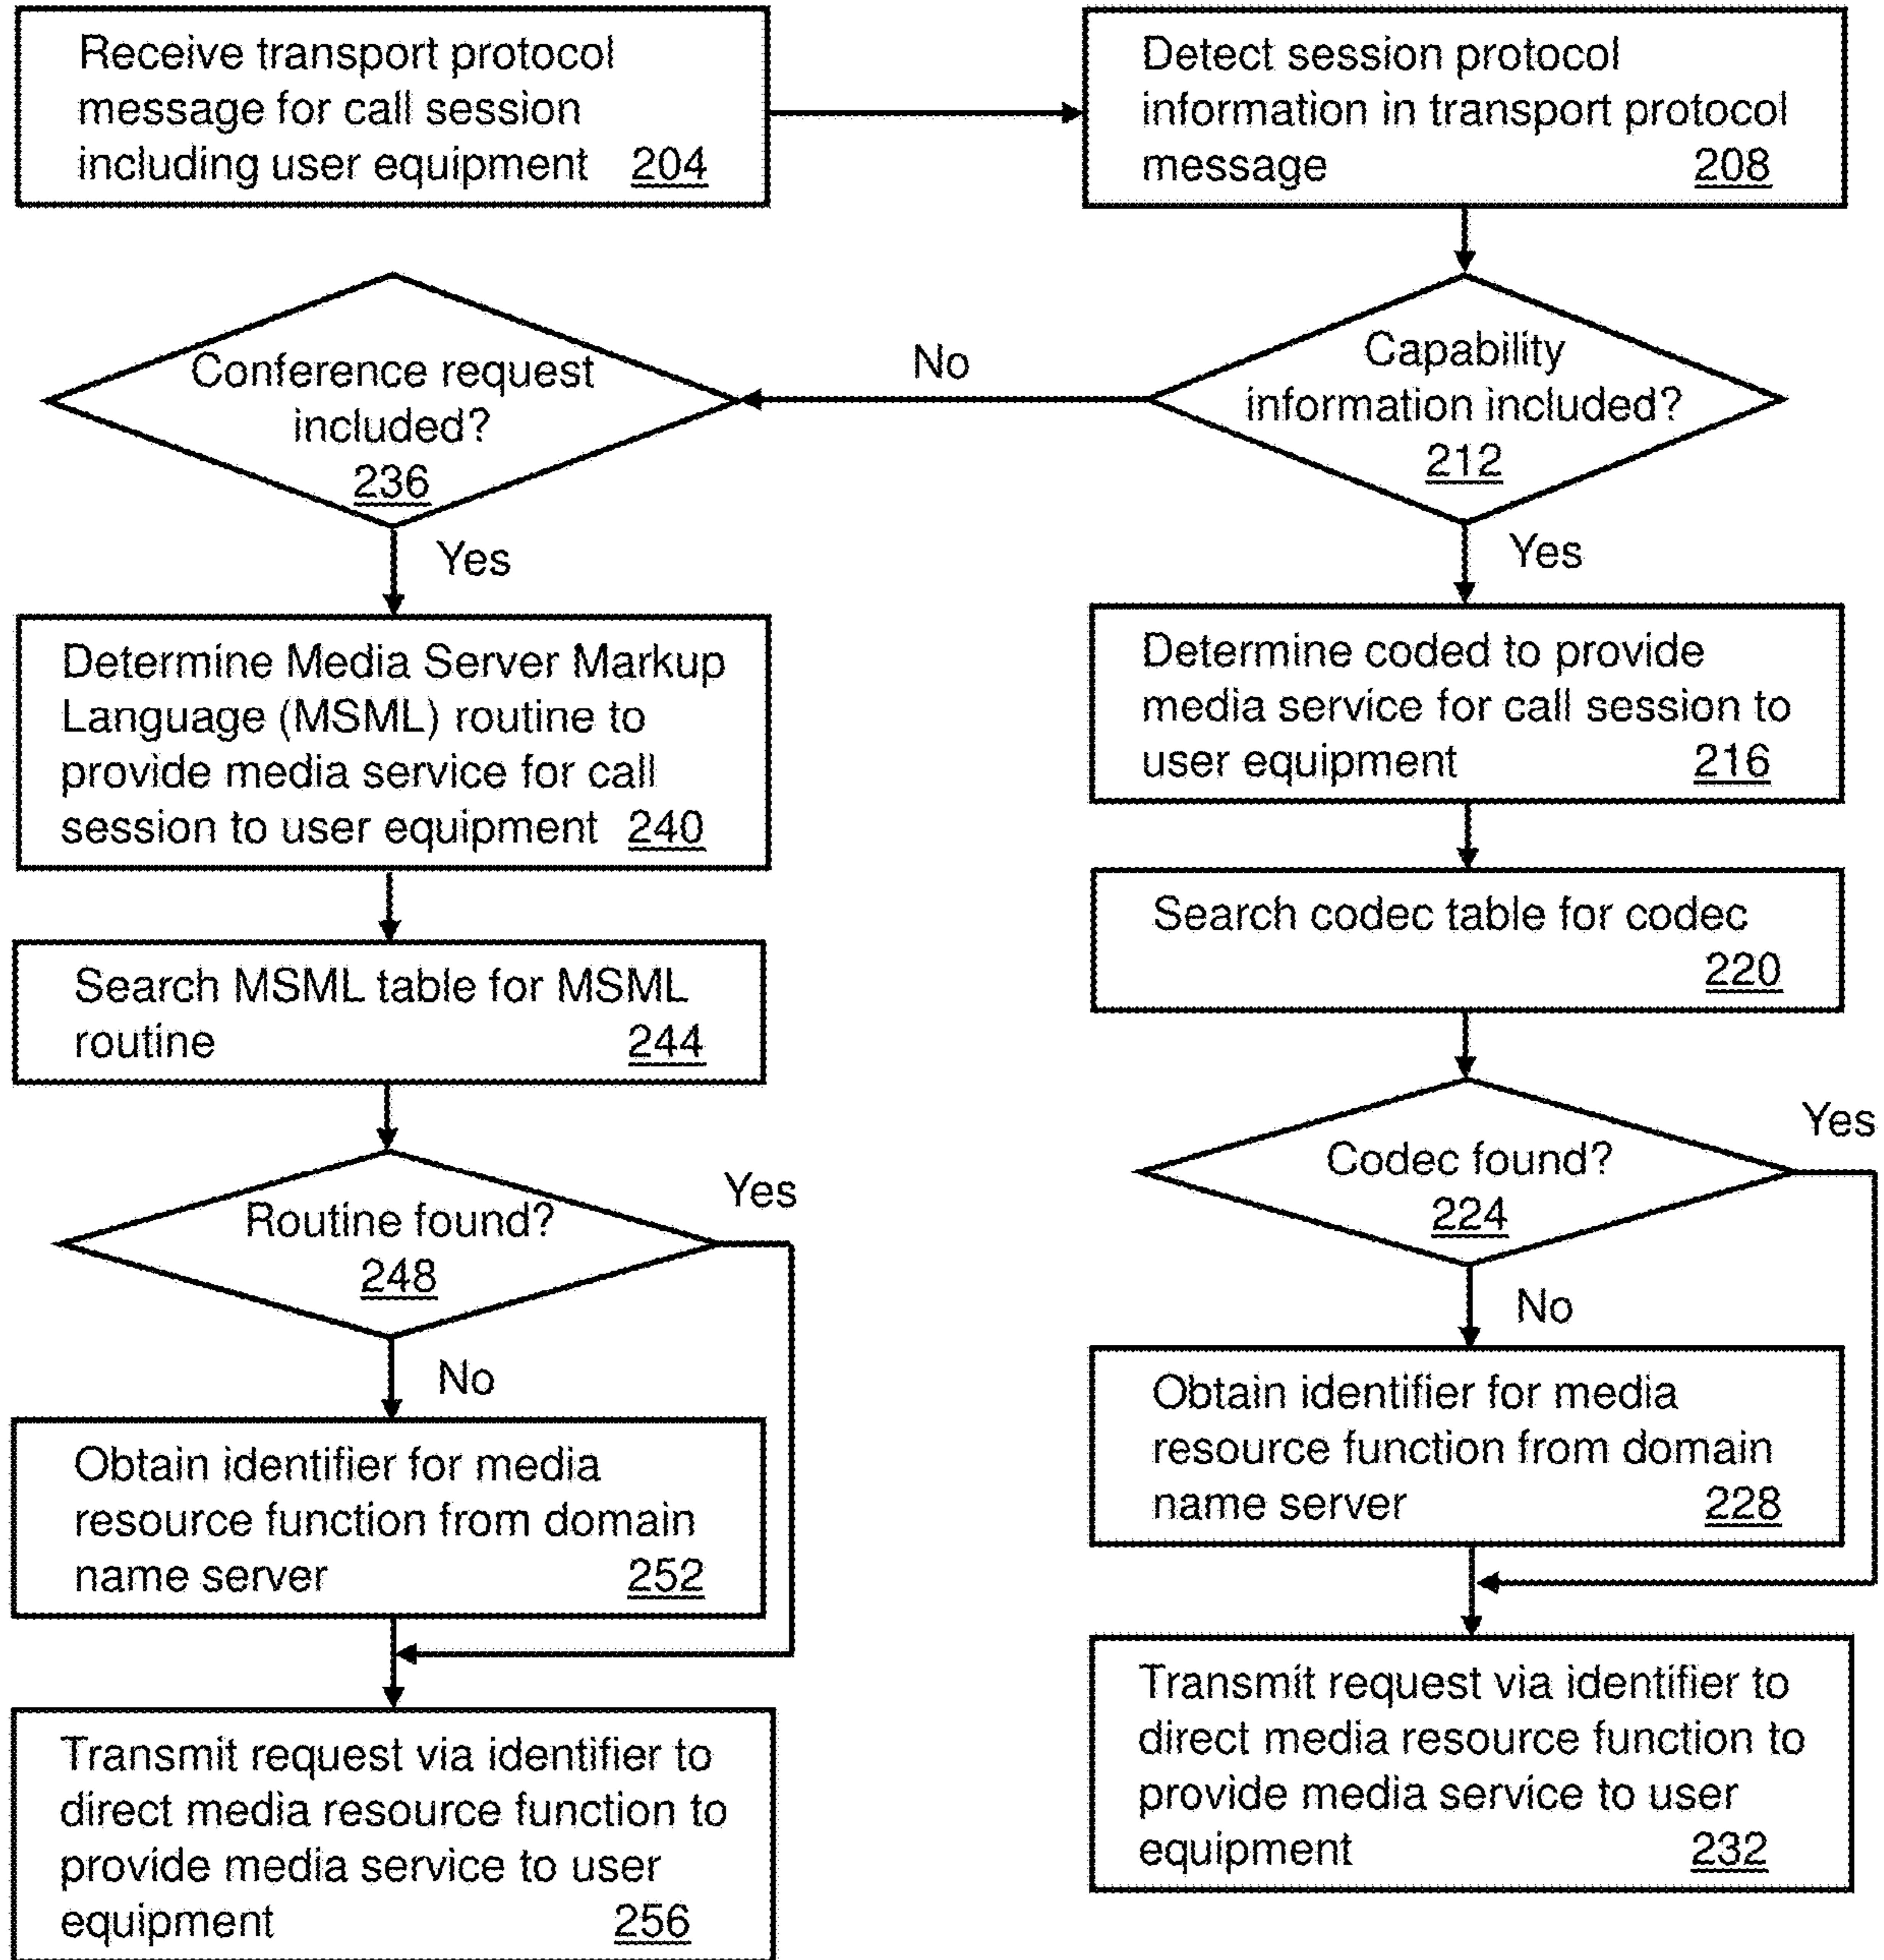 Receive transport protocol
message for call session
including user equipment 204
Detect session protocol
information in transport protocol
message 208
Capability
information included?
212
No
Conference request
included?
236
Yes
Yes
Determine Media Server Markup
Language (MSML) routine to
provide media service for call
session to user equipment 240
Determine coded to provide
media service for call session to
user equipment 216
Search MSML table for MSML
routine 244
Search codec table for codec
220
Routine found?
248
Yes
No
Codec found?
224
Yes
No
Obtain identifier for media
resource function from domain
name server 252
Obtain identifier for media
resource function from domain
name server 228
Transmit request via identifier to
direct media resource function to
provide media service to user
equipment 256
Transmit request via identifier to
direct media resource function to
provide media service to user
equipment 232